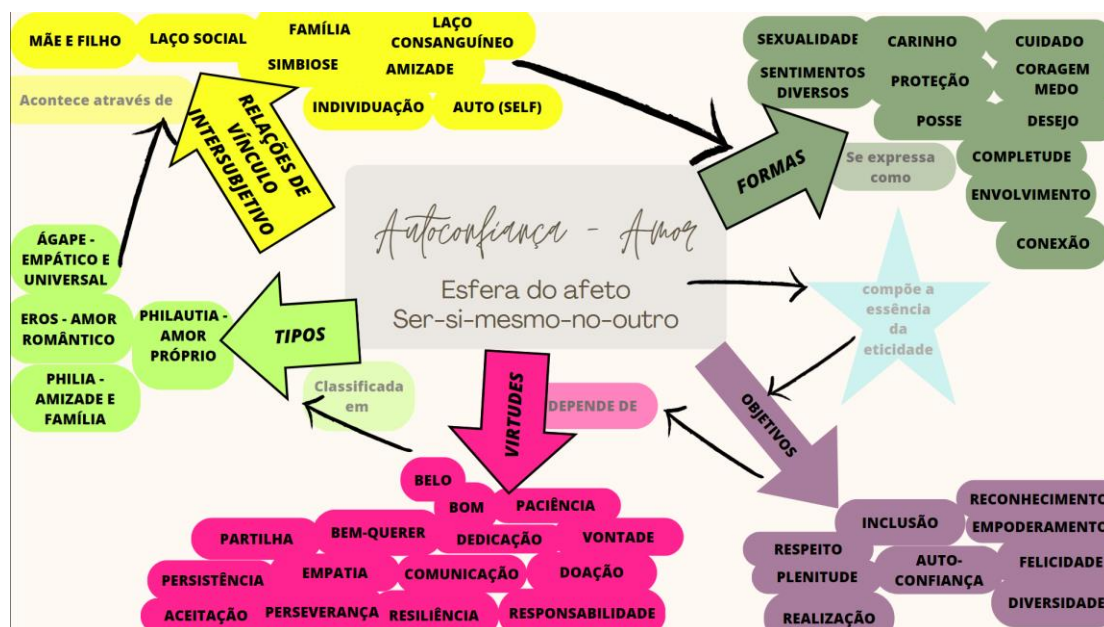 MÃE E FILHO
LAÇO SOCIAL
FAMÍLIA
LAÇO
CONSANGUÍNEO
SIMBIOSE
AMIZADE
INDIVIDUAÇÃO
AUTO (SELF)
Acontece através de
RELAÇÕES DE
VÍNCULO
INTERSUBJETIVO
SEXUALIDADE
CARINHO
CUIDADO
SENTIMENTOS
DIVERSOS
PROTEÇÃO
CORAGEM
MEDO
POSSE
DESEJO
FORMAS
Se expressa
como
COMPLETUDE
ENVOLVIMENTO
CONEXÃO
Autoconfiança - Amor
Esfera do afeto
Ser-si-mesmo-no-outro
compõe a
essência
da
eticidade
ÁGAPE -
EMPÁTICO E
UNIVERSAL
EROS - AMOR
ROMÂNTICO
PHILIA -
AMIZADE E
FAMÍLIA
PHILAUTIA -
AMOR
PRÓPRIO
TIPOS
Classificada
em
VIRTUDES
DEPENDE DE
OBJETIVOS
BELO
BOM
PACIÊNCIA
PARTILHA
BEM-QUERER
DEDICAÇÃO
VONTADE
PERSISTÊNCIA
EMPATIA
COMUNICAÇÃO
DOAÇÃO
ACEITAÇÃO
PERSEVERANÇA
RESILIÊNCIA
RESPONSABILIDADE
RECONHECIMENTO
INCLUSÃO
EMPODERAMENTO
RESPEITO
PLENITUDE
AUTO-
CONFIANÇA
FELICIDADE
DIVERSIDADE
REALIZAÇÃO